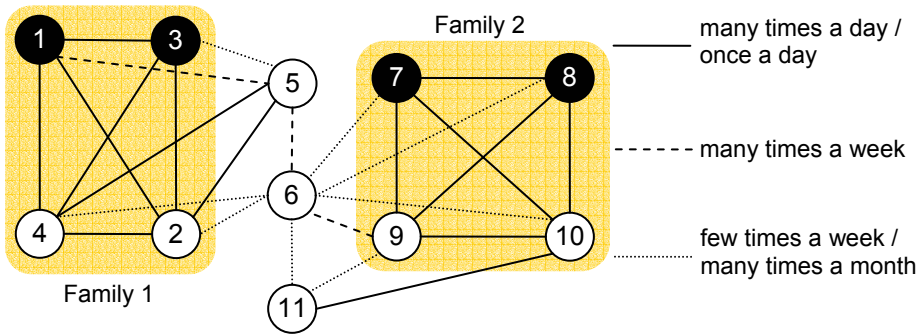 Family 2
many times a day /
once a day
1
3
5
7
8
many times a week
6
4
2
9
10
few times a week /
many times a month
Family 1
11